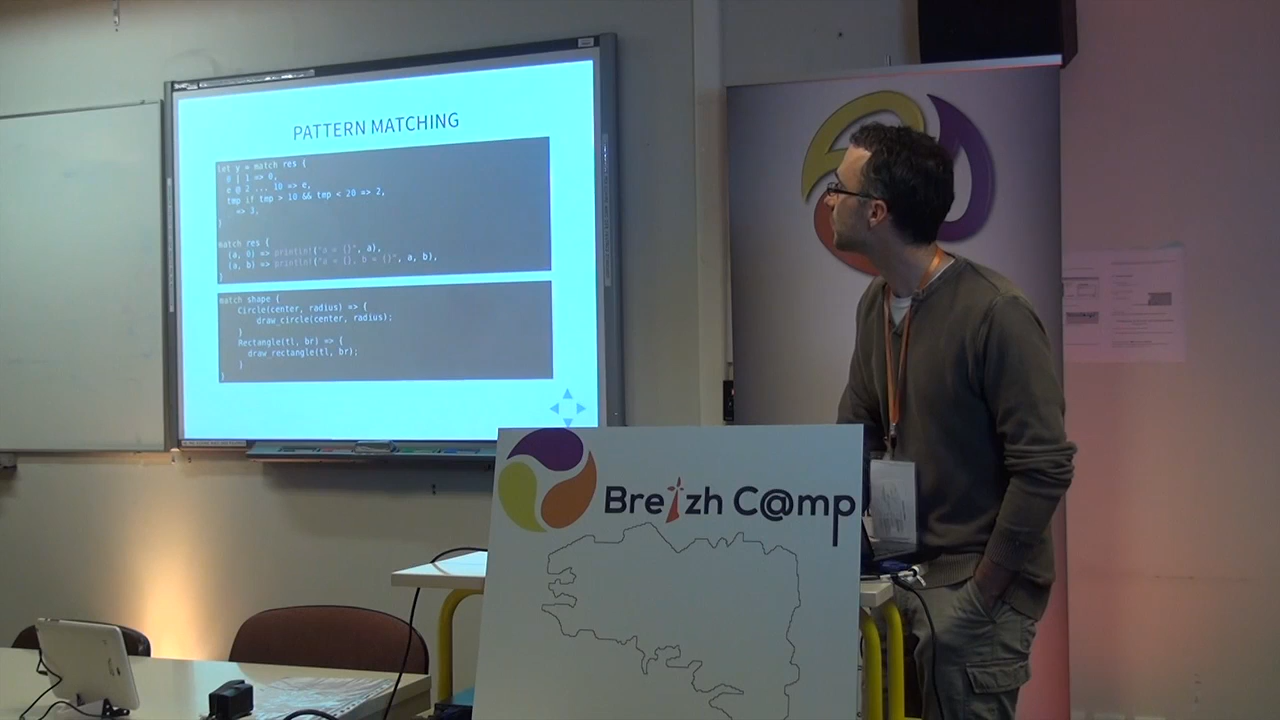 PATTERN MATCHING
let y = match res {
0 | 1 => 0,
e @ 2 ... 10 => e,
tmp if tmp > 10 && tmp < 20 => 2,
_ => 3,
}
match res {
(a, 0) => println!("a = {}", a),
(a, b) => println!("a = {}, b = {}", a, b),
}
match shape {
Circle(center, radius) => {
draw_circle(center, radius);
}
Rectangle(tl, br) => {
draw_rectangle(tl, br);
}
}
Breizh C@mp